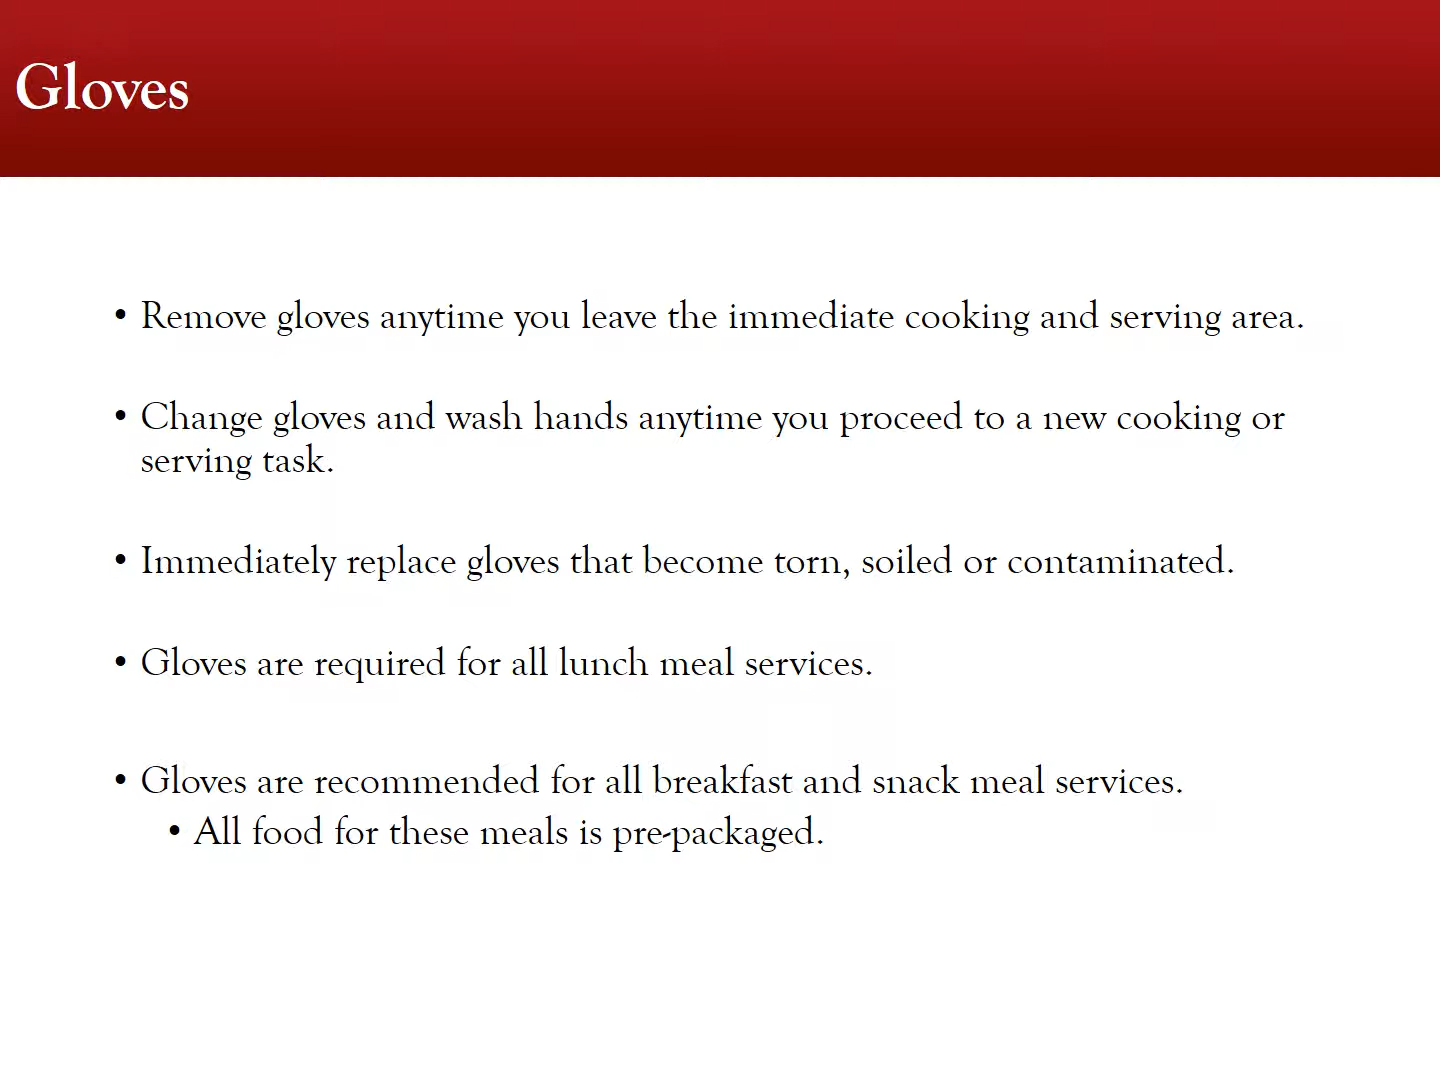 Gloves
• Remove gloves anytime you leave the immediate cooking and serving area.
• Change gloves and wash hands anytime you proceed to a new cooking or
serving task.
• Immediately replace gloves that become torn, soiled or contaminated.
• Gloves are required for all lunch meal services.
• Gloves are recommended for all breakfast and snack meal services.
• All food for these meals is pre-packaged.